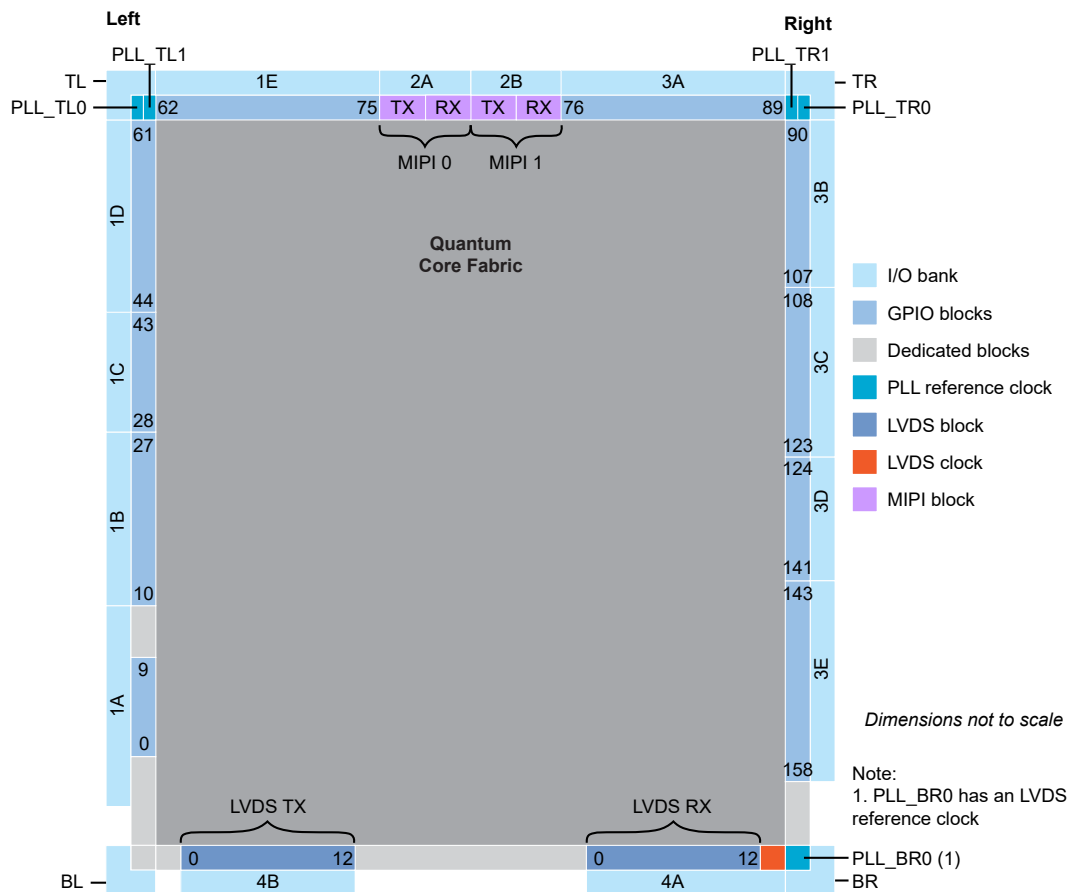 Left
Right
PLL_TL1
PLL_TR1
TL
1E
2A
2B
3A
TR
PLL_TL0
62
75
TX
RX
TX
RX
76
89
PLL_TR0
61
90
MIPI 0
MIPI 1
1D
3B
Quantum
Core Fabric
107
I/O bank
44
108
43
GPIO blocks
1C
3C
Dedicated blocks
PLL reference clock
28
27
LVDS block
123
124
LVDS clock
1B
3D
MIPI block
141
10
143
9
3E
1A
0
Dimensions not to scale
158
Note:
1. PLL_BR0 has an LVDS
reference clock
LVDS TX
LVDS RX
0
12
0
12
PLL_BR0 (1)
BL
4B
4A
BR